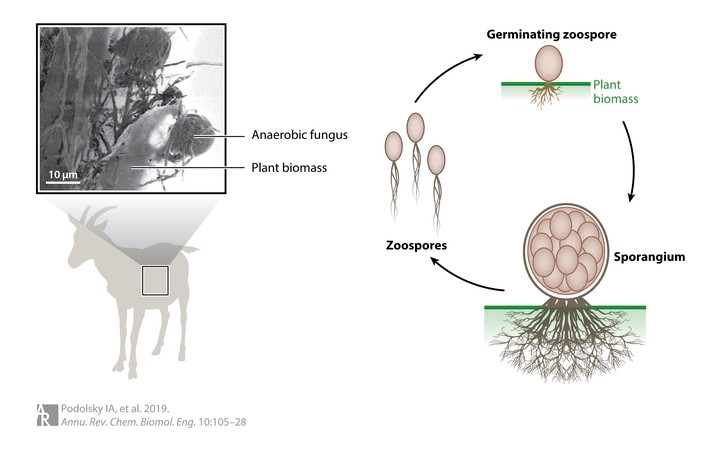 Germinating zoospore
Plant
biomass
Anaerobic fungus
Plant biomass
10 µm
Zoospores
Sporangium
AR
Podolsky IA, et al. 2019.
Annu. Rev. Chem. Biomol. Eng. 10:105–28